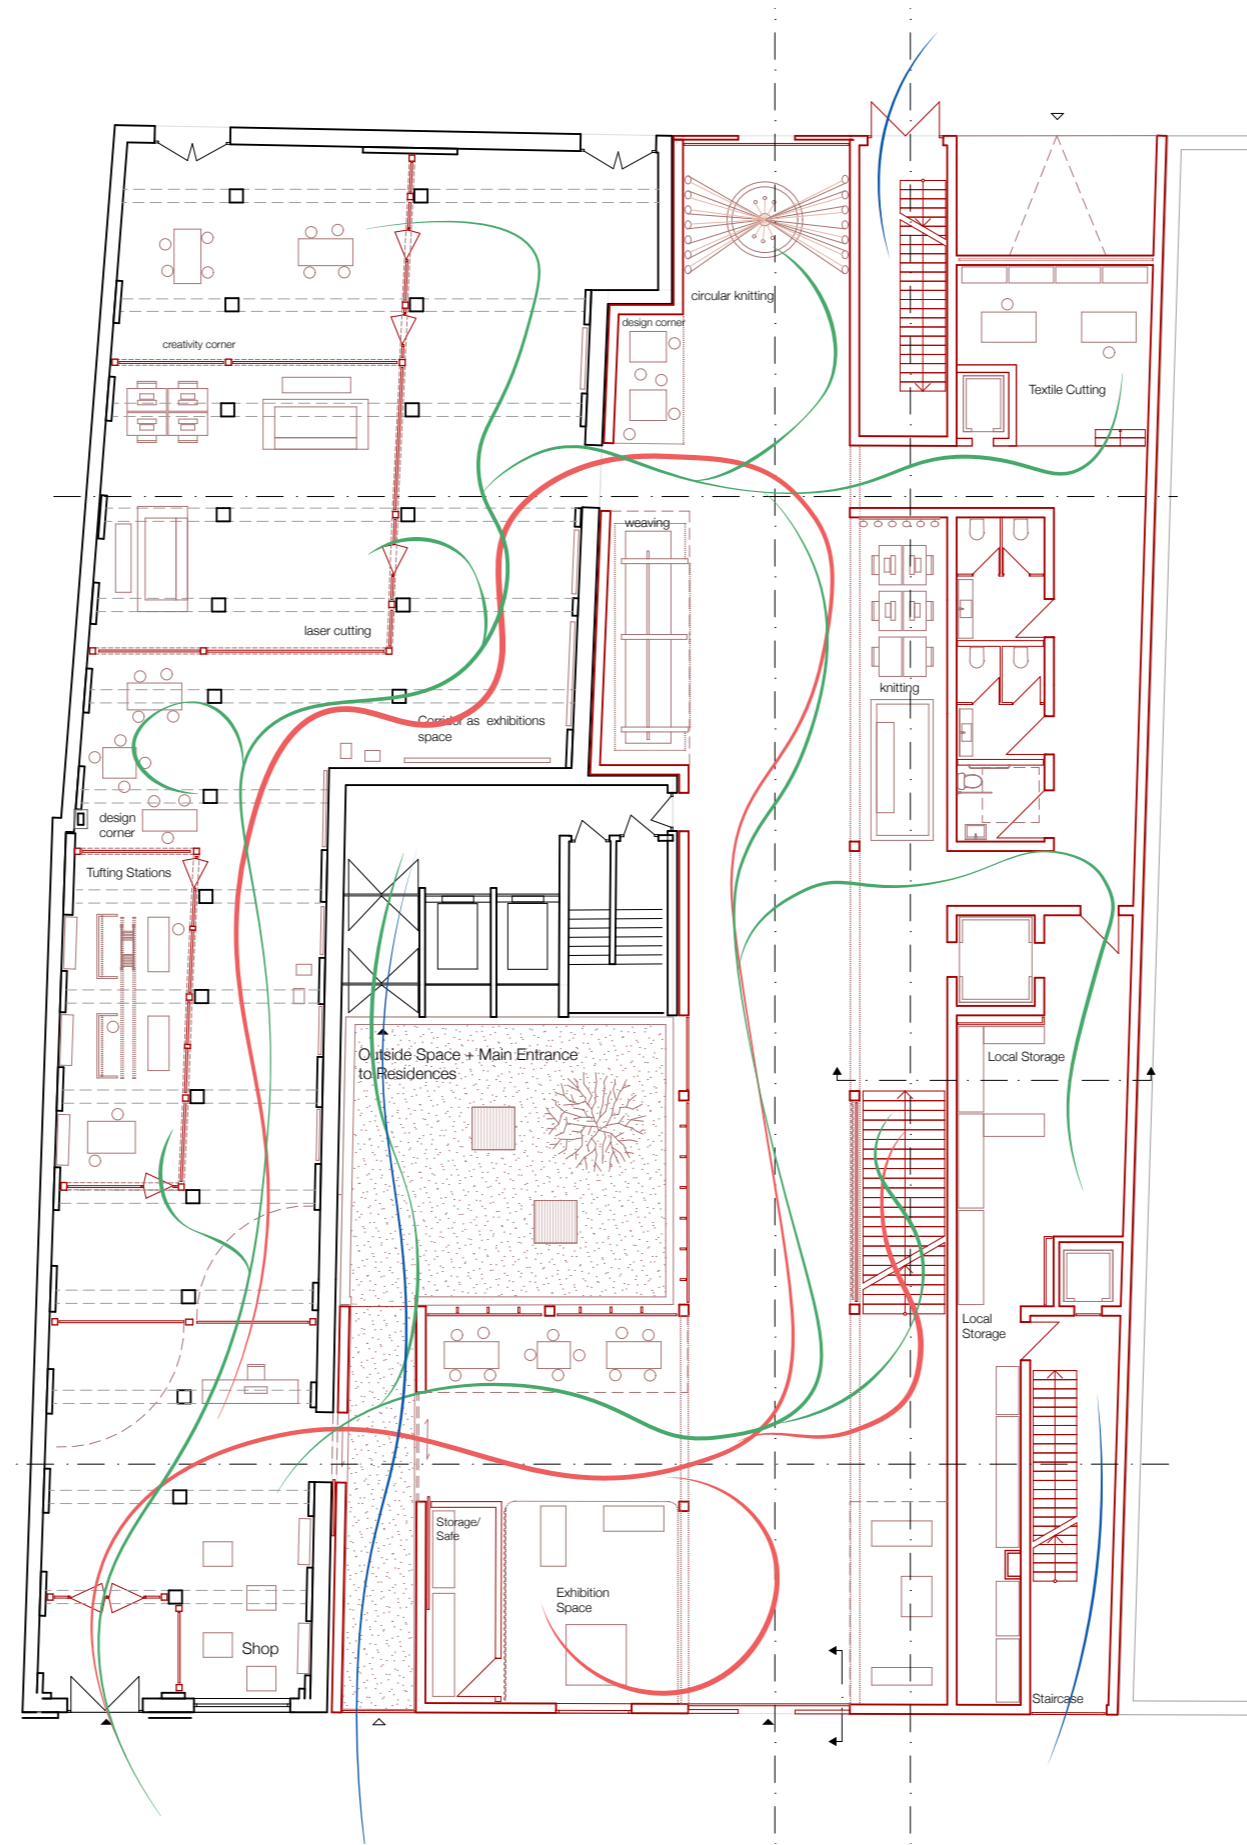 circular knitting
design corner
creativity corner
Textile Cutting
weaving
laser cutting
knitting
Corridor as exhibitions
space
design
corner
Tufting Stations
Outside Space + Main Entrance
to Residences
Local Storage
Local
Storage
Storage/
Safe
Exhibition
Space
Shop
Staircase